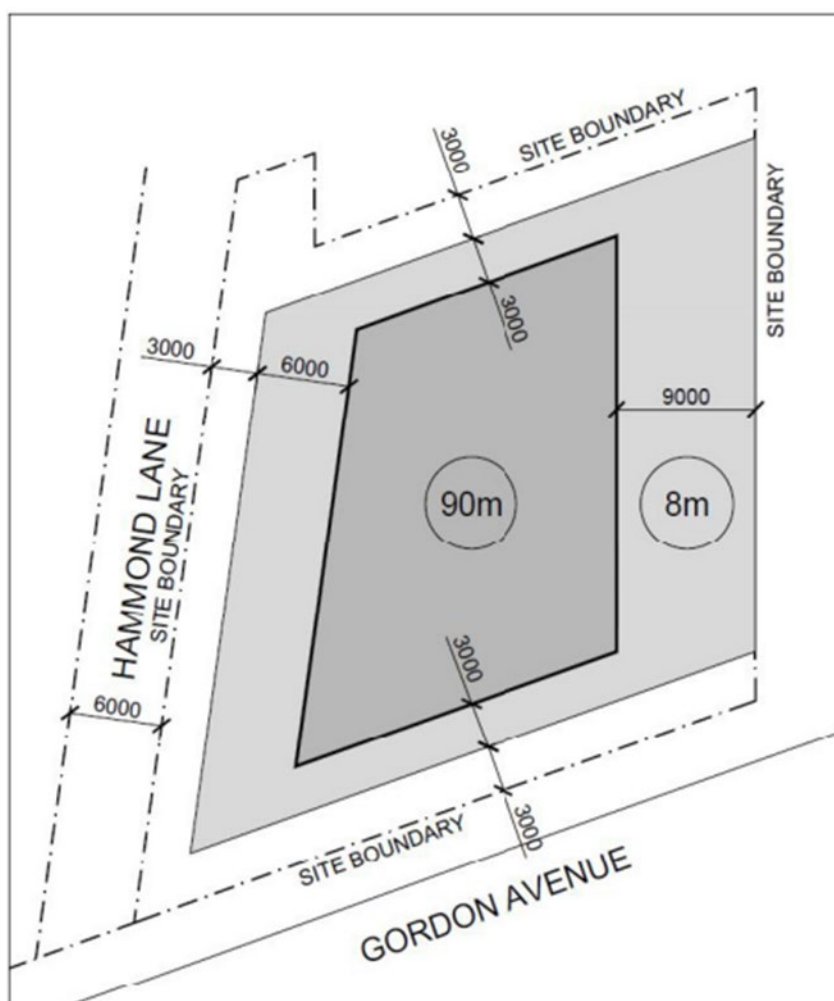 3000
SITE BOUNDARY
SITE BOUNDARY
3000
3000
6000
9000
HAMMOND LANE
SITE BOUNDARY
90m
8m
6000
3000
3000
SITE BOUNDARY
GORDON AVENUE